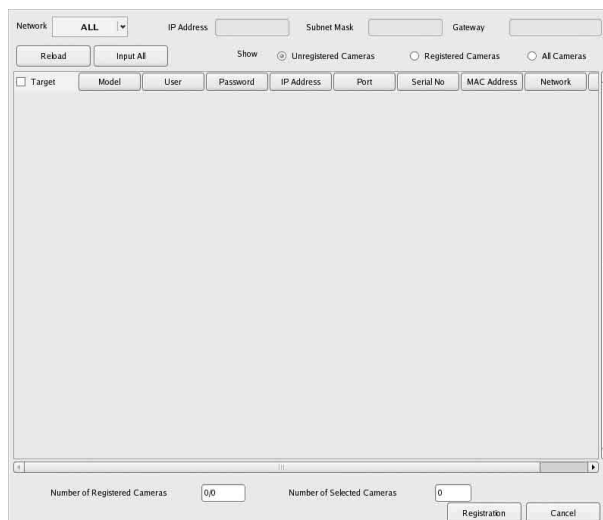 Network ALL IP Address Subnet Mask Gateway
Reload Input All Show Unregistered Cameras Registered Cameras All Cameras
Target Model User Password IP Address Port Serial No MAC Address Network
Number of Registered Cameras 0/0 Number of Selected Cameras 0
Registration Cancel